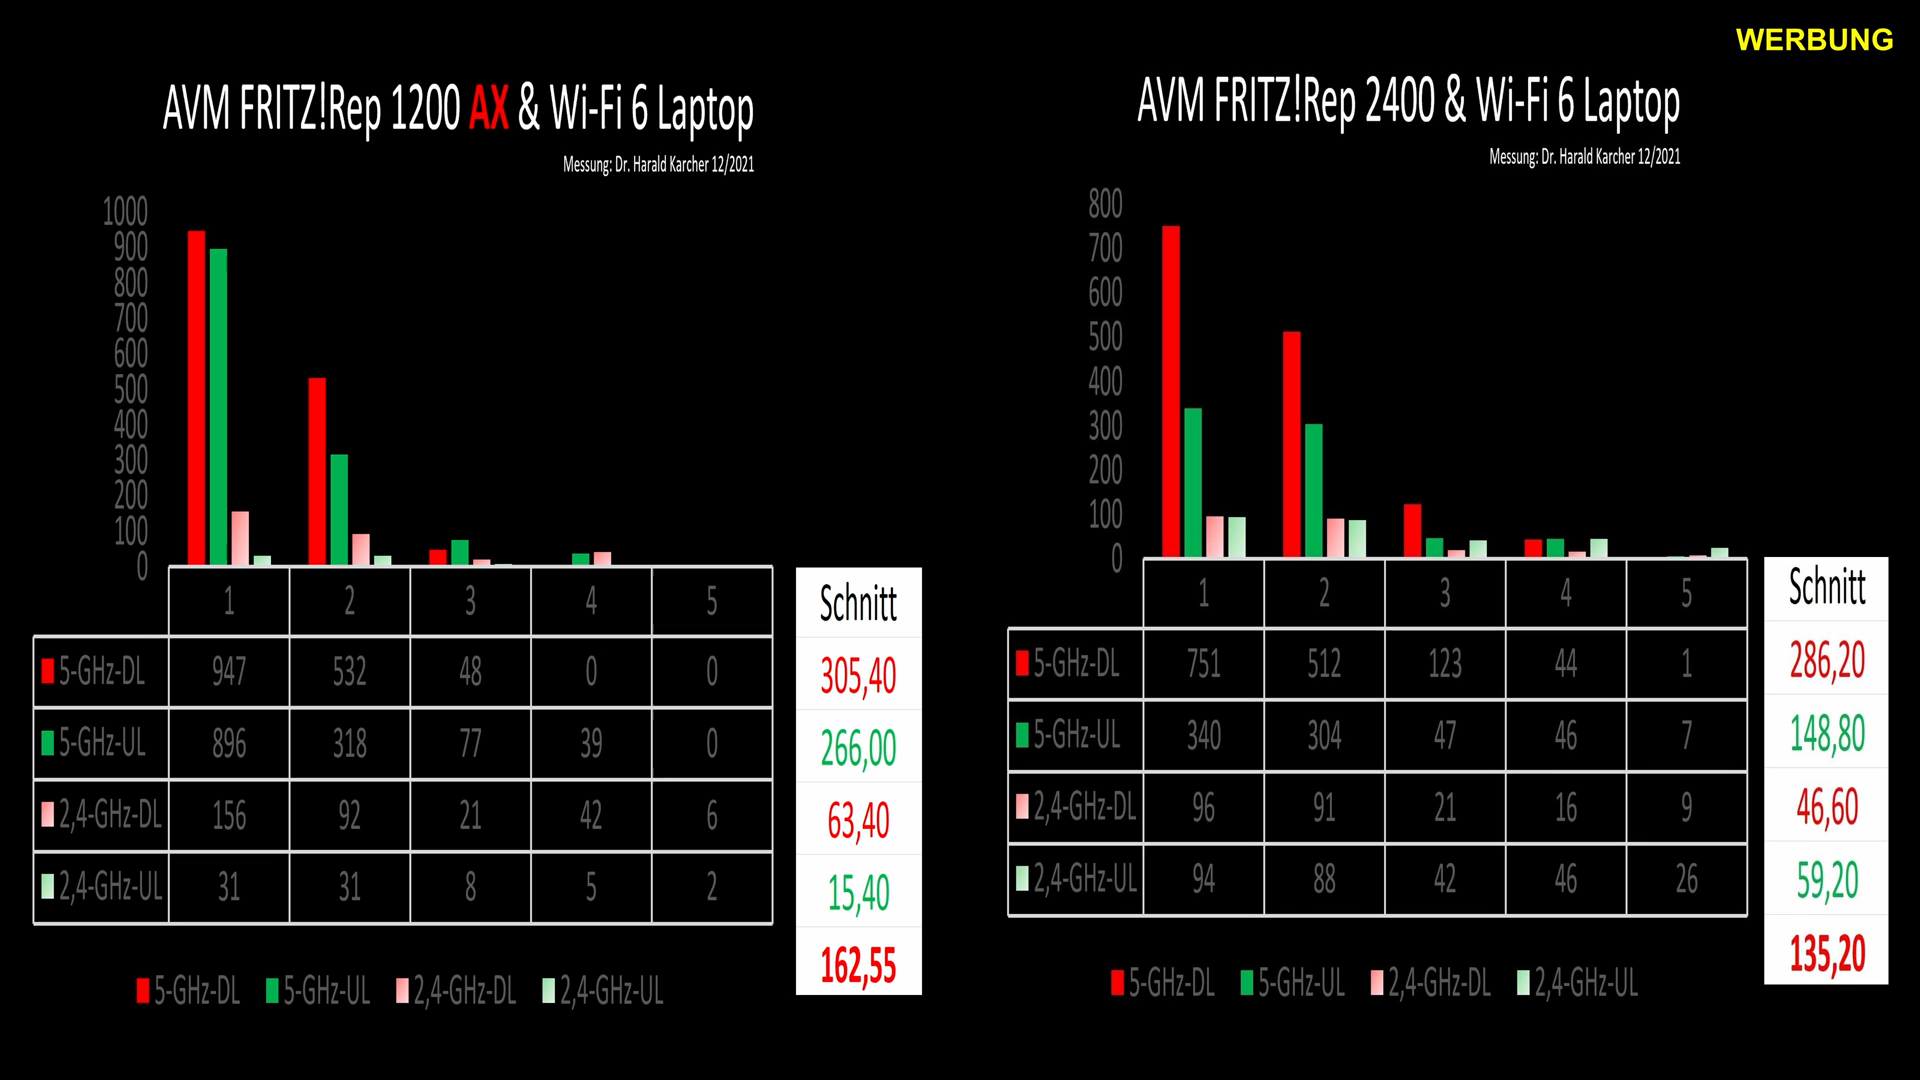 WERBUNG
AVM FRITZ!Rep 1200 AX & Wi-Fi 6 Laptop
Messung: Dr. Harald Karcher 12/2021
1000
900
800
700
600
500
400
300
200
100
0
1 2 3 4 5 Schnitt
5-GHz-DL 947 532 48 0 0 305,40
5-GHz-UL 896 318 77 39 0 266,00
2,4-GHz-DL 156 92 21 42 6 63,40
2,4-GHz-UL 31 31 8 5 2 15,40
162,55
5-GHz-DL 5-GHz-UL 2,4-GHz-DL 2,4-GHz-UL
AVM FRITZ!Rep 2400 & Wi-Fi 6 Laptop
Messung: Dr. Harald Karcher 12/2021
800
700
600
500
400
300
200
100
0
1 2 3 4 5 Schnitt
5-GHz-DL 751 512 123 44 1 286,20
5-GHz-UL 340 304 47 46 7 148,80
2,4-GHz-DL 96 91 21 16 9 46,60
2,4-GHz-UL 94 88 42 46 26 59,20
135,20
5-GHz-DL 5-GHz-UL 2,4-GHz-DL 2,4-GHz-UL